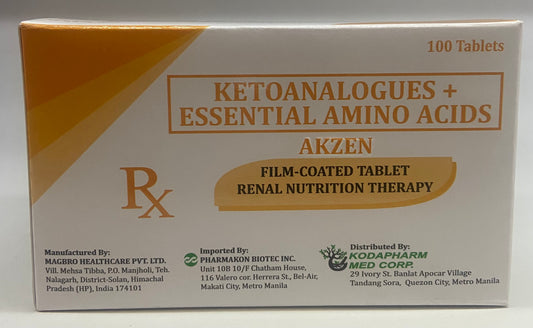 100 Tablets
KETOANALOGUES +
ESSENTIAL AMINO ACIDS
AKZEN
FILM-COATED TABLET
RENAL NUTRITION THERAPY
Rx
Manufactured By:
MAGBRO HEALTHCARE PVT. LTD.
Vill. Mehsa Tibba, P.O. Manjholi, Teh.
Nalagarh, District-Solan, Himachal
Pradesh (HP), India 174101
Imported By:
PHARMAKON BIOTEC INC.
Unit 10B 10/F Chatham House,
116 Valero cor. Herrera St., Bel-Air,
Makati City, Metro Manila
Distributed By:
KODAPHARM
MED CORP.
29 Ivory St. Banlat Apocar Village
Tandang Sora, Quezon City, Metro Manila